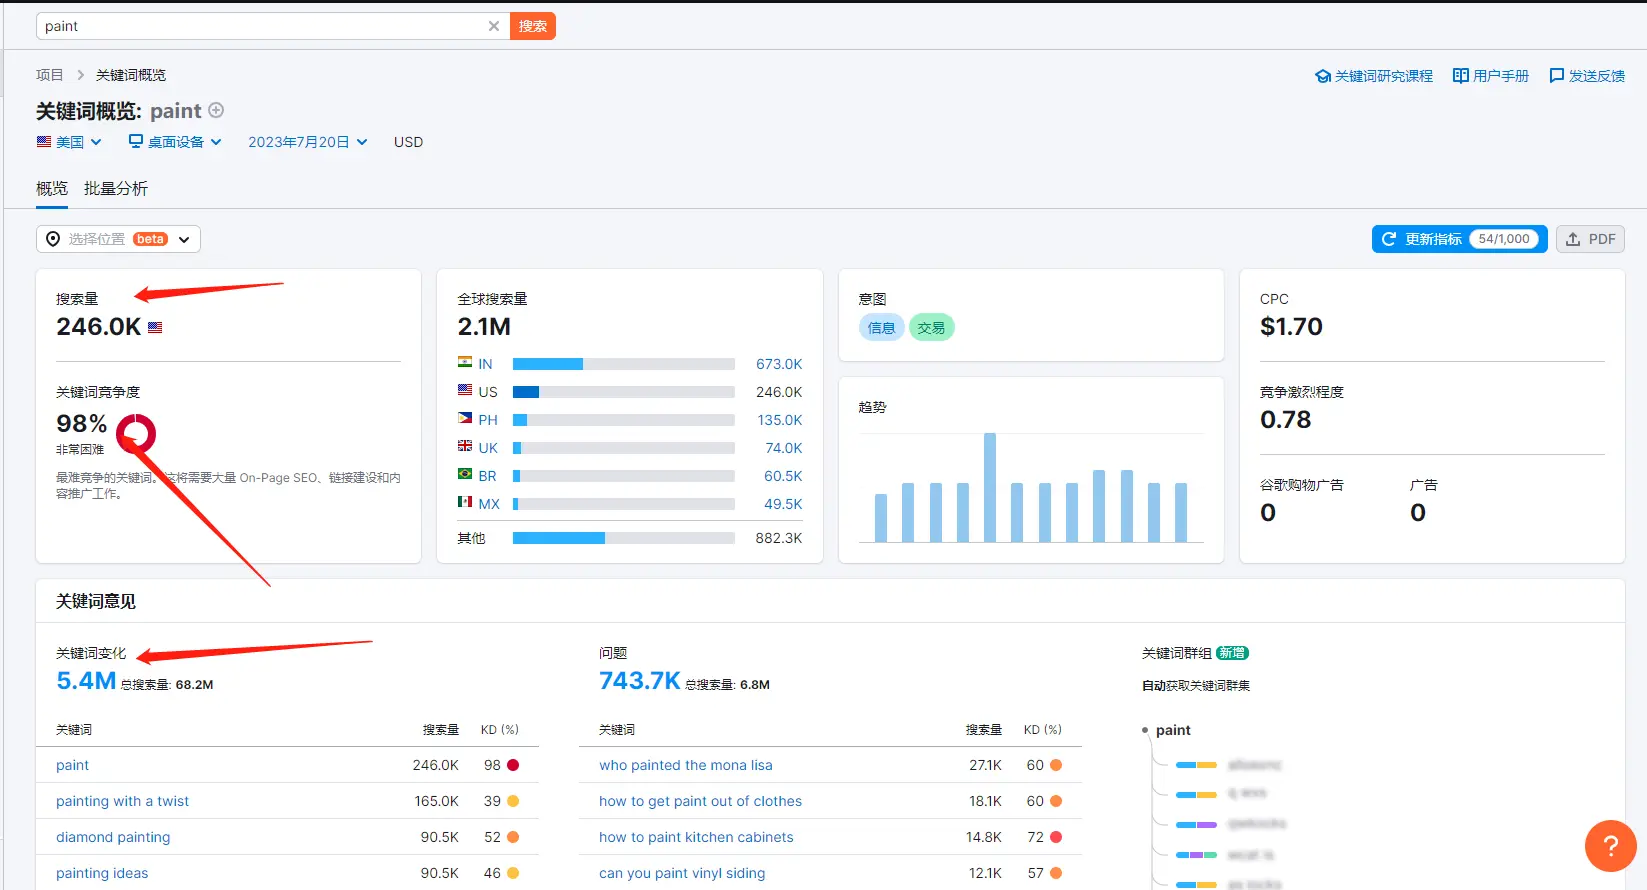 paint
搜索
项目 > 关键词概览
关键词研究课程 用户手册 发送反馈
关键词概览: paint
美国 桌面设备 2023年7月20日 USD
概览 批量分析
选择位置 beta
更新指标 54/1,000 PDF
搜索量
246.0K
关键词竞争度
98%
非常困难
最难竞争的关键词。这将需要大量 On-Page SEO、链接建设和内
容推广工作。
全球搜索量
2.1M
IN 673.0K
US 246.0K
PH 135.0K
UK 74.0K
BR 60.5K
MX 49.5K
其他 882.3K
意图
信息 交易
趋势
CPC
$1.70
竞争激烈程度
0.78
谷歌购物广告 广告
0 0
关键词意见
关键词变化
5.4M 总搜索量: 68.2M
关键词 搜索量 KD (%)
paint 246.0K 98
painting with a twist 165.0K 39
diamond painting 90.5K 52
painting ideas 90.5K 46
问题
743.7K 总搜索量: 6.8M
关键词 搜索量 KD (%)
who painted the mona lisa 27.1K 60
how to get paint out of clothes 18.1K 60
how to paint kitchen cabinets 14.8K 72
can you paint vinyl siding 12.1K 57
关键词群组 新增
自动获取关键词群集
paint
?